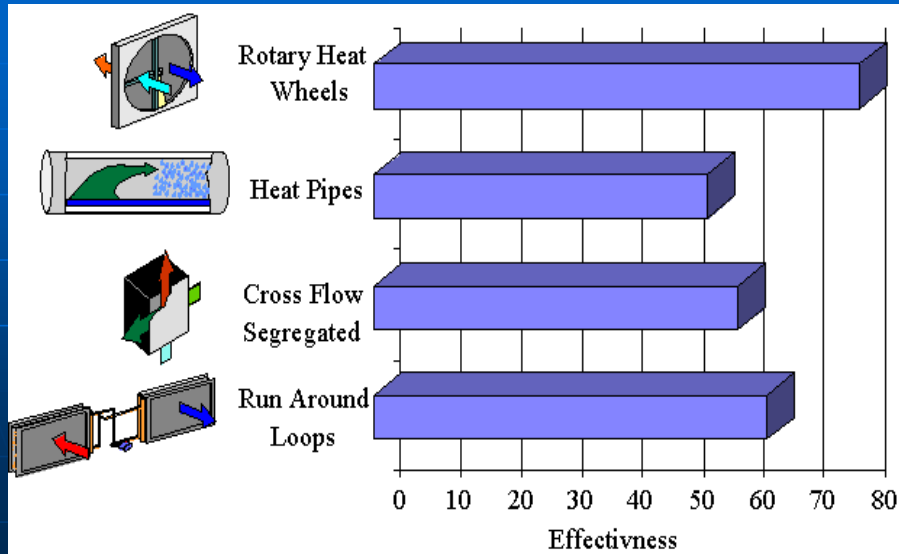 Rotary Heat
Wheels
Heat Pipes
Cross Flow
Segregated
Run Around
Loops
0 10 20 30 40 50 60 70 80
Effectivness